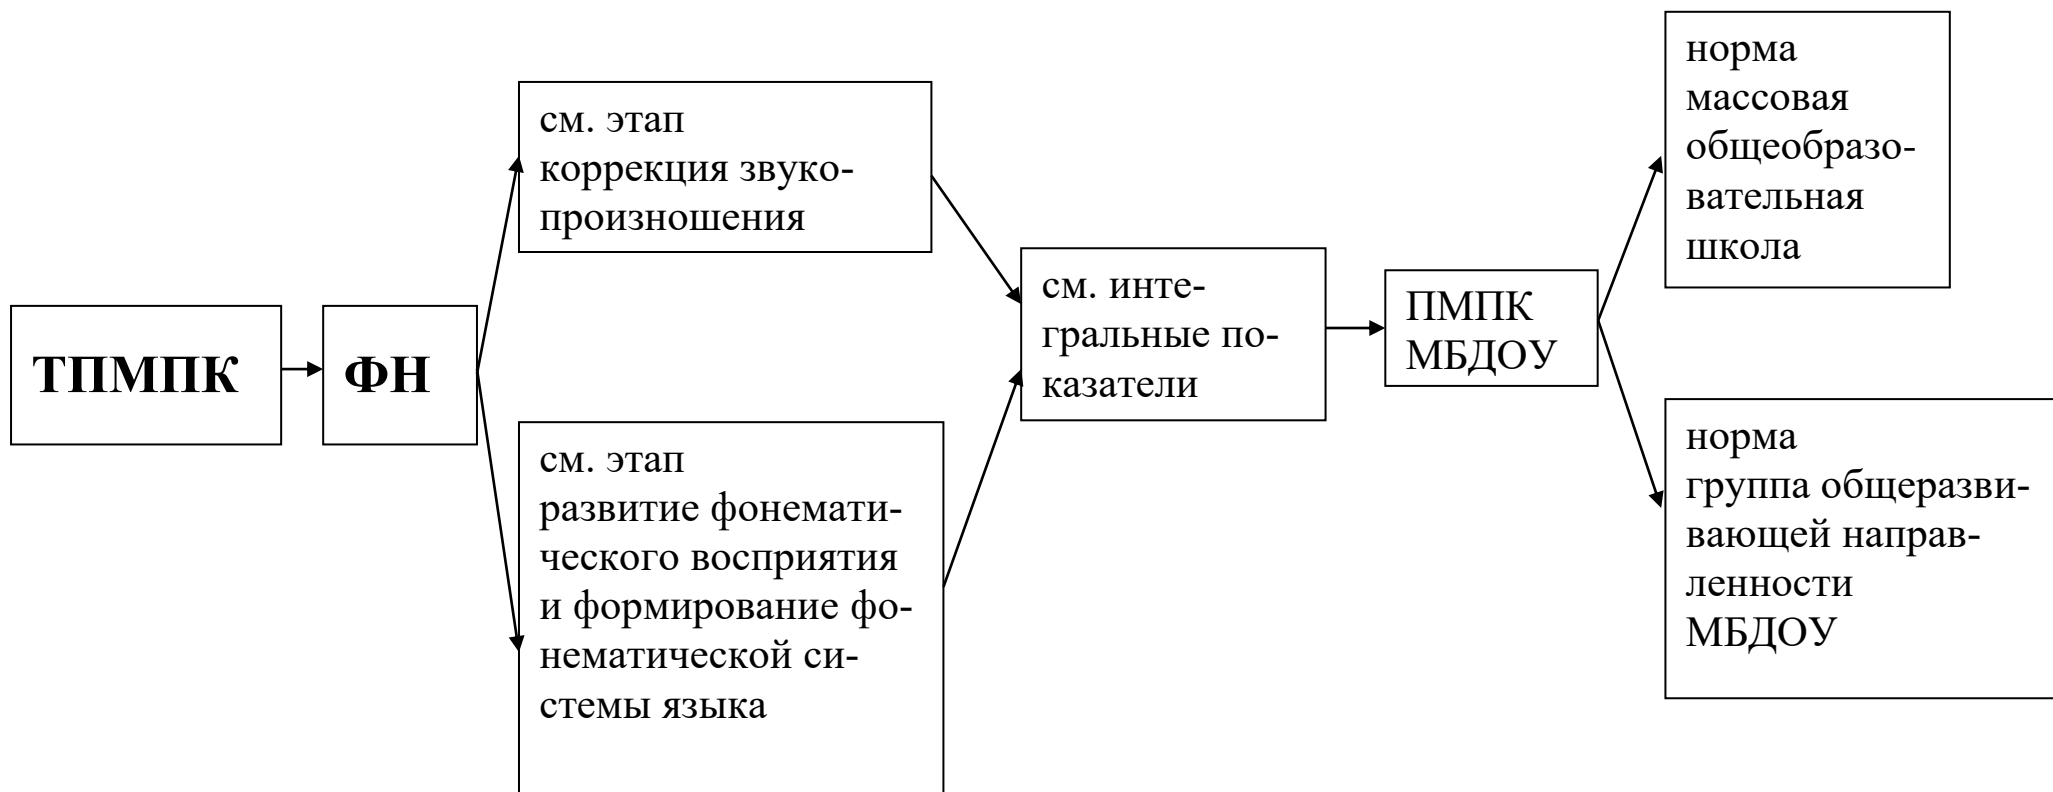 ТПМПК
ФН
см. этап
коррекция звуко-
произношения
см. этап
развитие фонемати-
ческого восприятия
и формирование фо-
нематической си-
стемы языка
см. инте-
гральные по-
казатели
ПМПК
МБДОУ
норма
массовая
общеобразо-
вательная
школа
норма
группа общеразви-
вающей направ-
ленности
МБДОУ